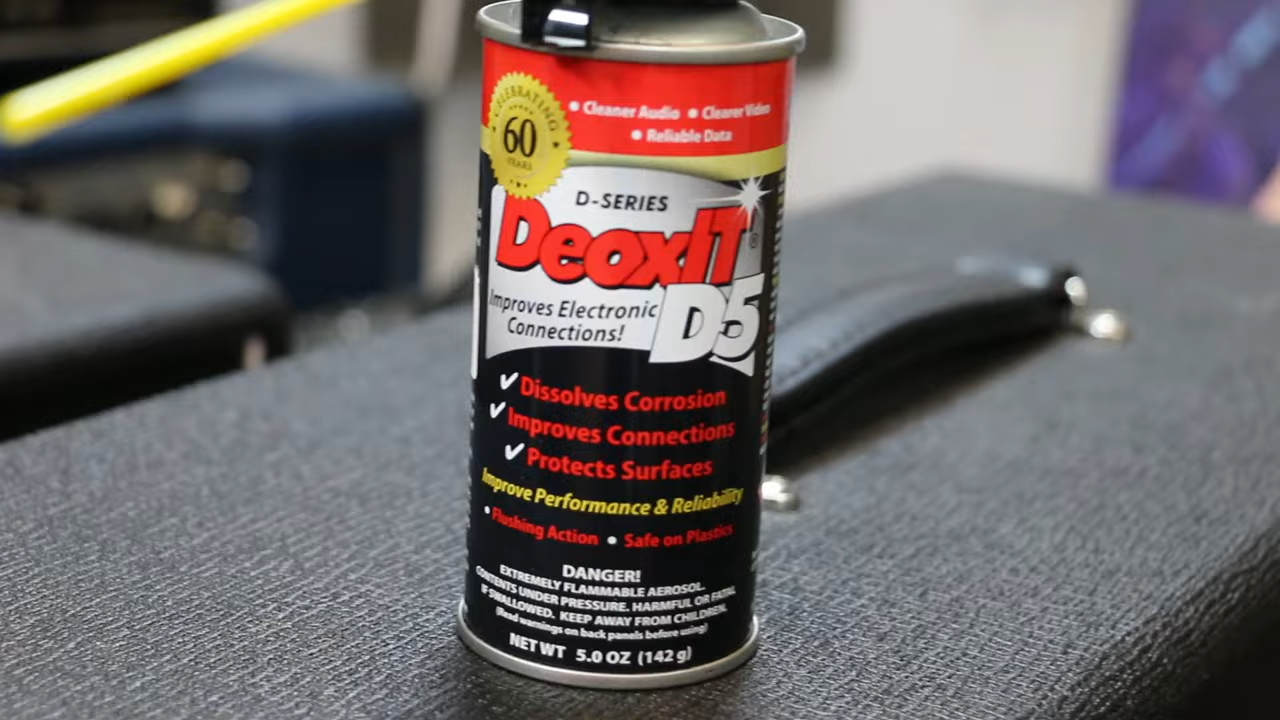 CELEBRATING
60
YEARS
• Cleaner Audio • Clearer Video
• Reliable Data
D-SERIES
DeoxIT®
D5
Improves Electronic
Connections!
✔ Dissolves Corrosion
✔ Improves Connections
✔ Protects Surfaces
Improve Performance & Reliability
• Flushing Action • Safe on Plastics
DANGER!
EXTREMELY FLAMMABLE AEROSOL.
CONTENTS UNDER PRESSURE. HARMFUL OR FATAL
IF SWALLOWED. KEEP AWAY FROM CHILDREN.
(Read warnings on back panels before using)
NET WT 5.0 OZ (142 g)